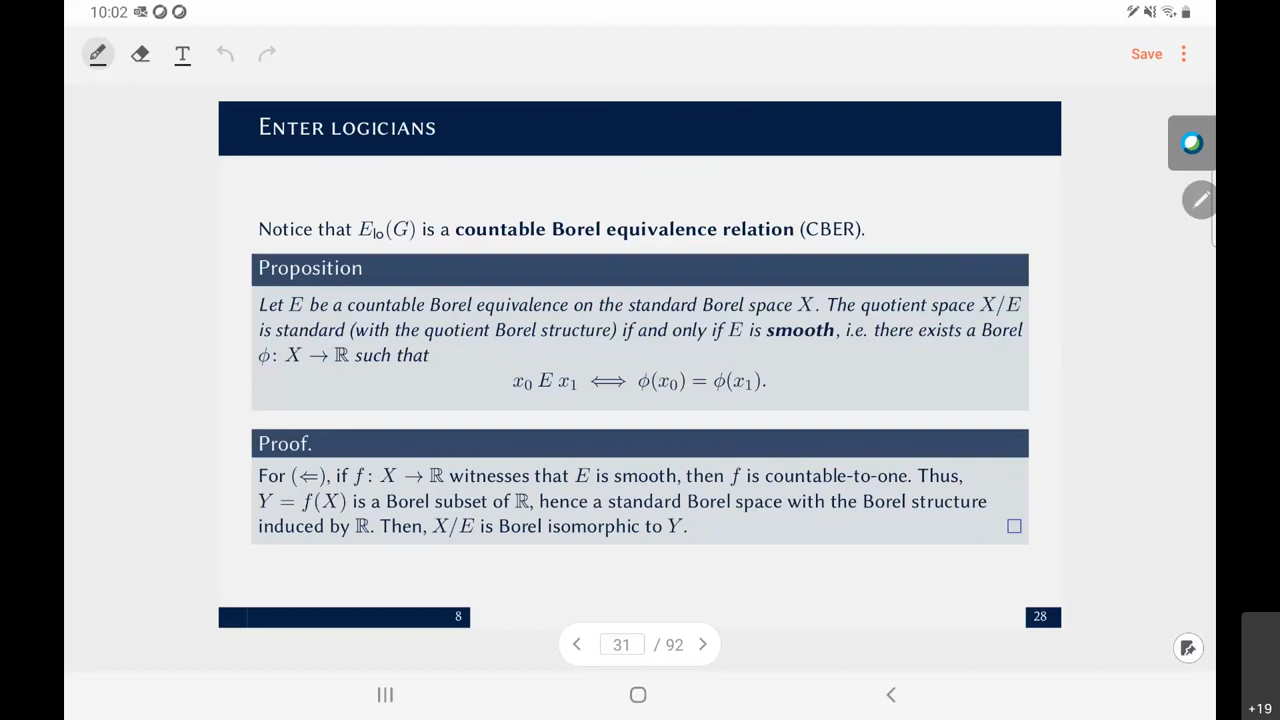 10:02
T
Save
Enter logicians
Notice that E_lo(G) is a countable Borel equivalence relation (CBER).
Proposition
Let E be a countable Borel equivalence on the standard Borel space X. The quotient space X/E
is standard (with the quotient Borel structure) if and only if E is smooth, i.e. there exists a Borel
ϕ: X → ℝ such that
x₀ E x₁ ⟺ ϕ(x₀) = ϕ(x₁).
Proof.
For (⇐), if f: X → ℝ witnesses that E is smooth, then f is countable-to-one. Thus,
Y = f(X) is a Borel subset of ℝ, hence a standard Borel space with the Borel structure
induced by ℝ. Then, X/E is Borel isomorphic to Y.
8
28
31 / 92
+19